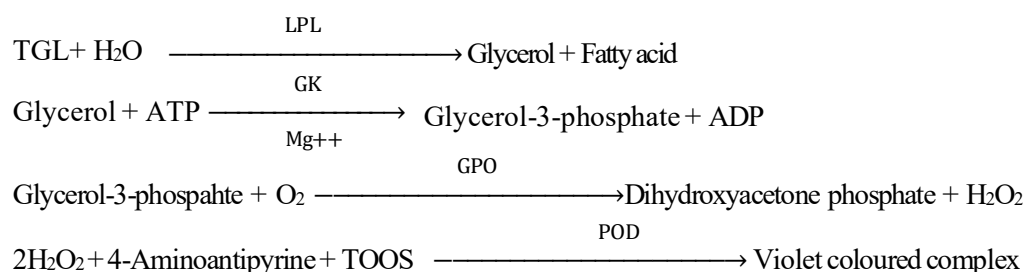 LPL
TGL+ H₂O ⟶ Glycerol + Fatty acid
GK
Glycerol + ATP ⟶ Glycerol-3-phosphate + ADP
Mg++
GPO
Glycerol-3-phospahte + O₂ ⟶ Dihydroxyacetone phosphate + H₂O₂
POD
2H₂O₂ + 4-Aminoantipyrine + TOOS ⟶ Violet coloured complex